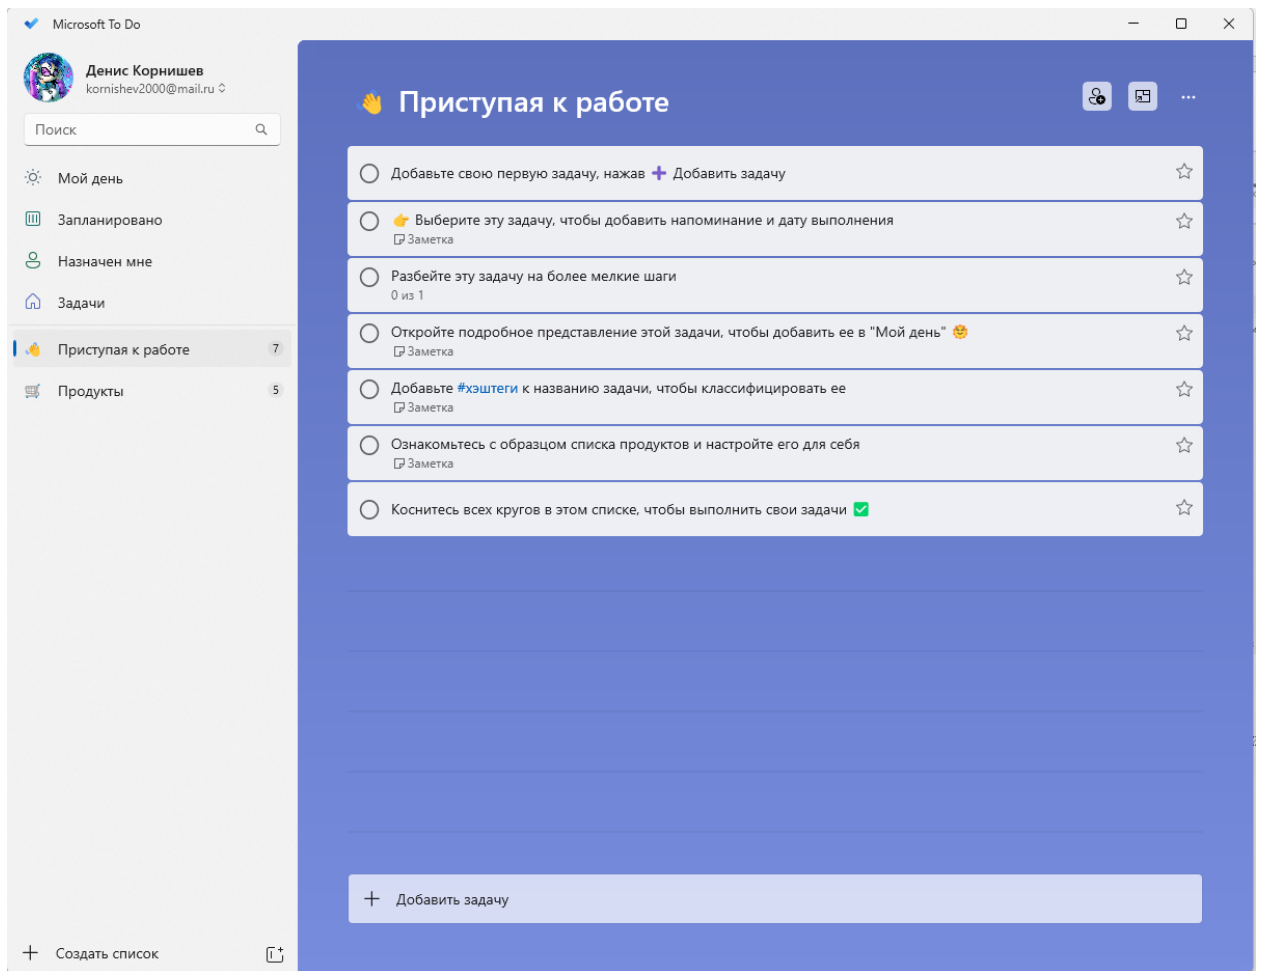 Microsoft To Do
Денис Корнишев
kornishev2000@mail.ru
Поиск
Мой день
Запланировано
Назначен мне
Задачи
Приступая к работе 7
Продукты 5
Создать список
Приступая к работе
Добавьте свою первую задачу, нажав ➕ Добавить задачу
👉 Выберите эту задачу, чтобы добавить напоминание и дату выполнения
Заметка
Разбейте эту задачу на более мелкие шаги
0 из 1
Откройте подробное представление этой задачи, чтобы добавить ее в "Мой день"
Заметка
Добавьте #хэштеги к названию задачи, чтобы классифицировать ее
Заметка
Ознакомьтесь с образцом списка продуктов и настройте его для себя
Заметка
Коснитесь всех кругов в этом списке, чтобы выполнить свои задачи ✅
Добавить задачу